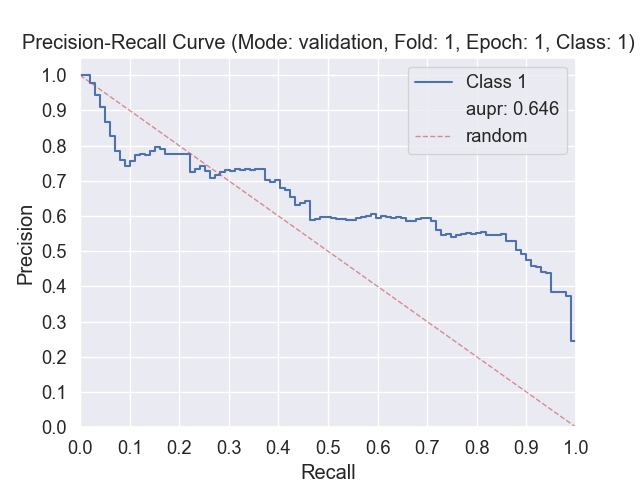 Precision-Recall Curve (Mode: validation, Fold: 1, Epoch: 1, Class: 1)
Class 1
aupr: 0.646
random
Precision
1.0
0.9
0.8
0.7
0.6
0.5
0.4
0.3
0.2
0.1
0.0
0.0 0.1 0.2 0.3 0.4 0.5 0.6 0.7 0.8 0.9 1.0
Recall